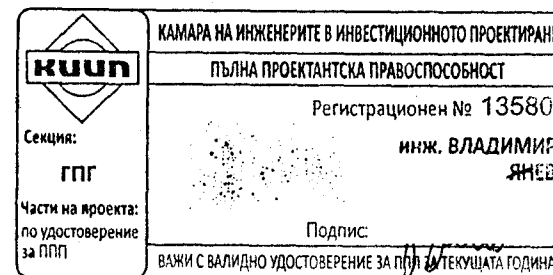 КАМАРА НА ИНЖЕНЕРИТЕ В ИНВЕСТИЦИОННОТО ПРОЕКТИРАН
КИИП
ПЪЛНА ПРОЕКТАНТСКА ПРАВОСПОСОБНОСТ
Регистрационен № 13580
Секция:
ГПГ
инж. ВЛАДИМИР
ЯНЕВ
Части на проекта:
по удостоверение
за ППП
Подпис:
ВАЖИ С ВАЛИДНО УДОСТОВЕРЕНИЕ ЗА ППП ЗА ТЕКУЩАТА ГОДИНА